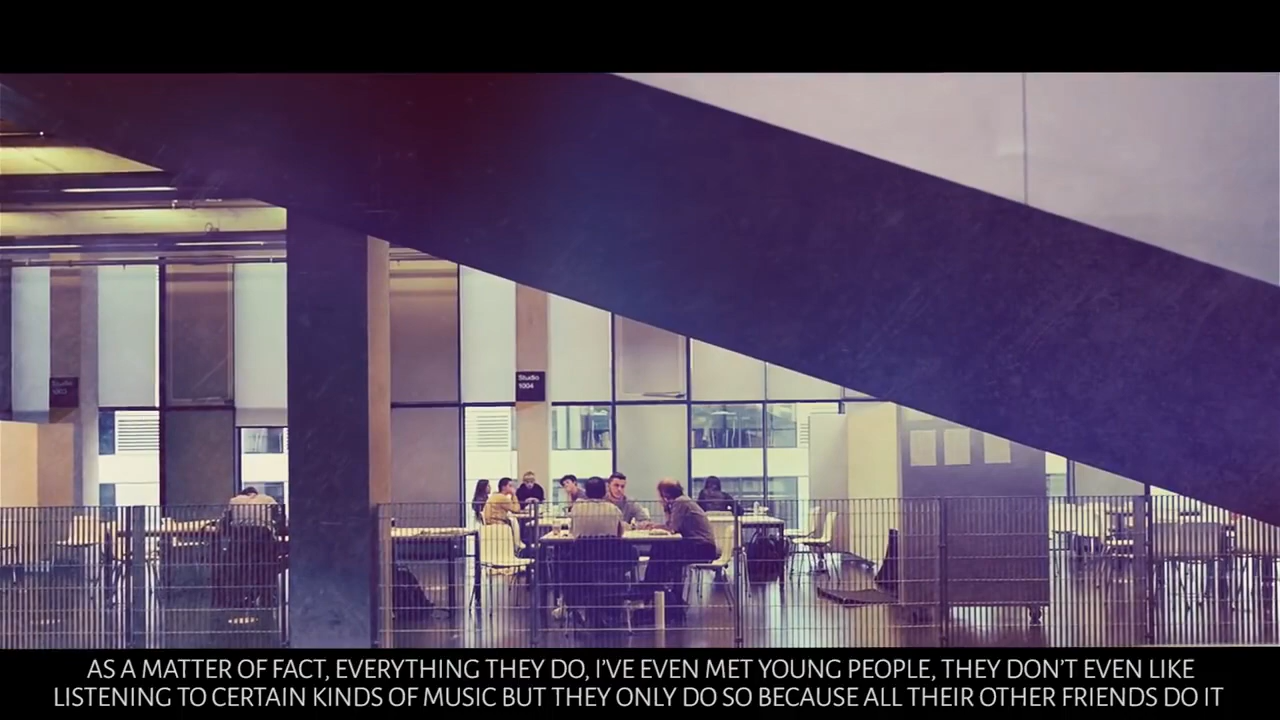 Studio
1004
AS A MATTER OF FACT, EVERYTHING THEY DO, I'VE EVEN MET YOUNG PEOPLE, THEY DON'T EVEN LIKE
LISTENING TO CERTAIN KINDS OF MUSIC BUT THEY ONLY DO SO BECAUSE ALL THEIR OTHER FRIENDS DO IT